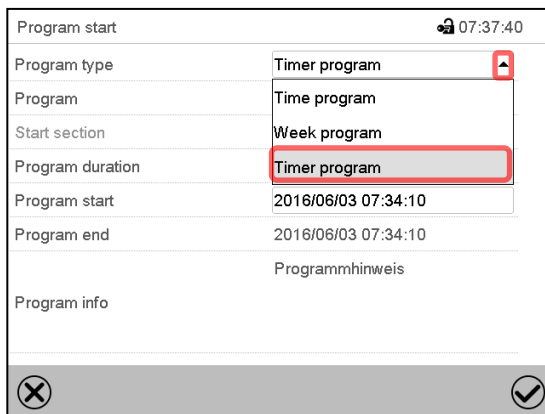 Program start 07:37:40
Program type Timer program
Program Time program
Start section Week program
Program duration Timer program
Program start 2016/06/03 07:34:10
Program end 2016/06/03 07:34:10
Programmhinweis
Program info